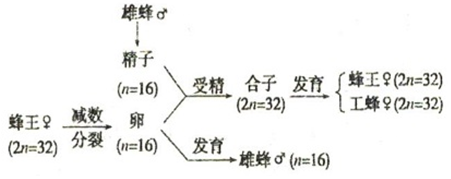 雄蜂♂
精子
(n=16)
受精
合子
(2n=32)
发育
蜂王♀(2n=32)
工蜂♀(2n=32)
蜂王♀
(2n=32)
减数
分裂
卵
(n=16)
发育
雄蜂♂(n=16)